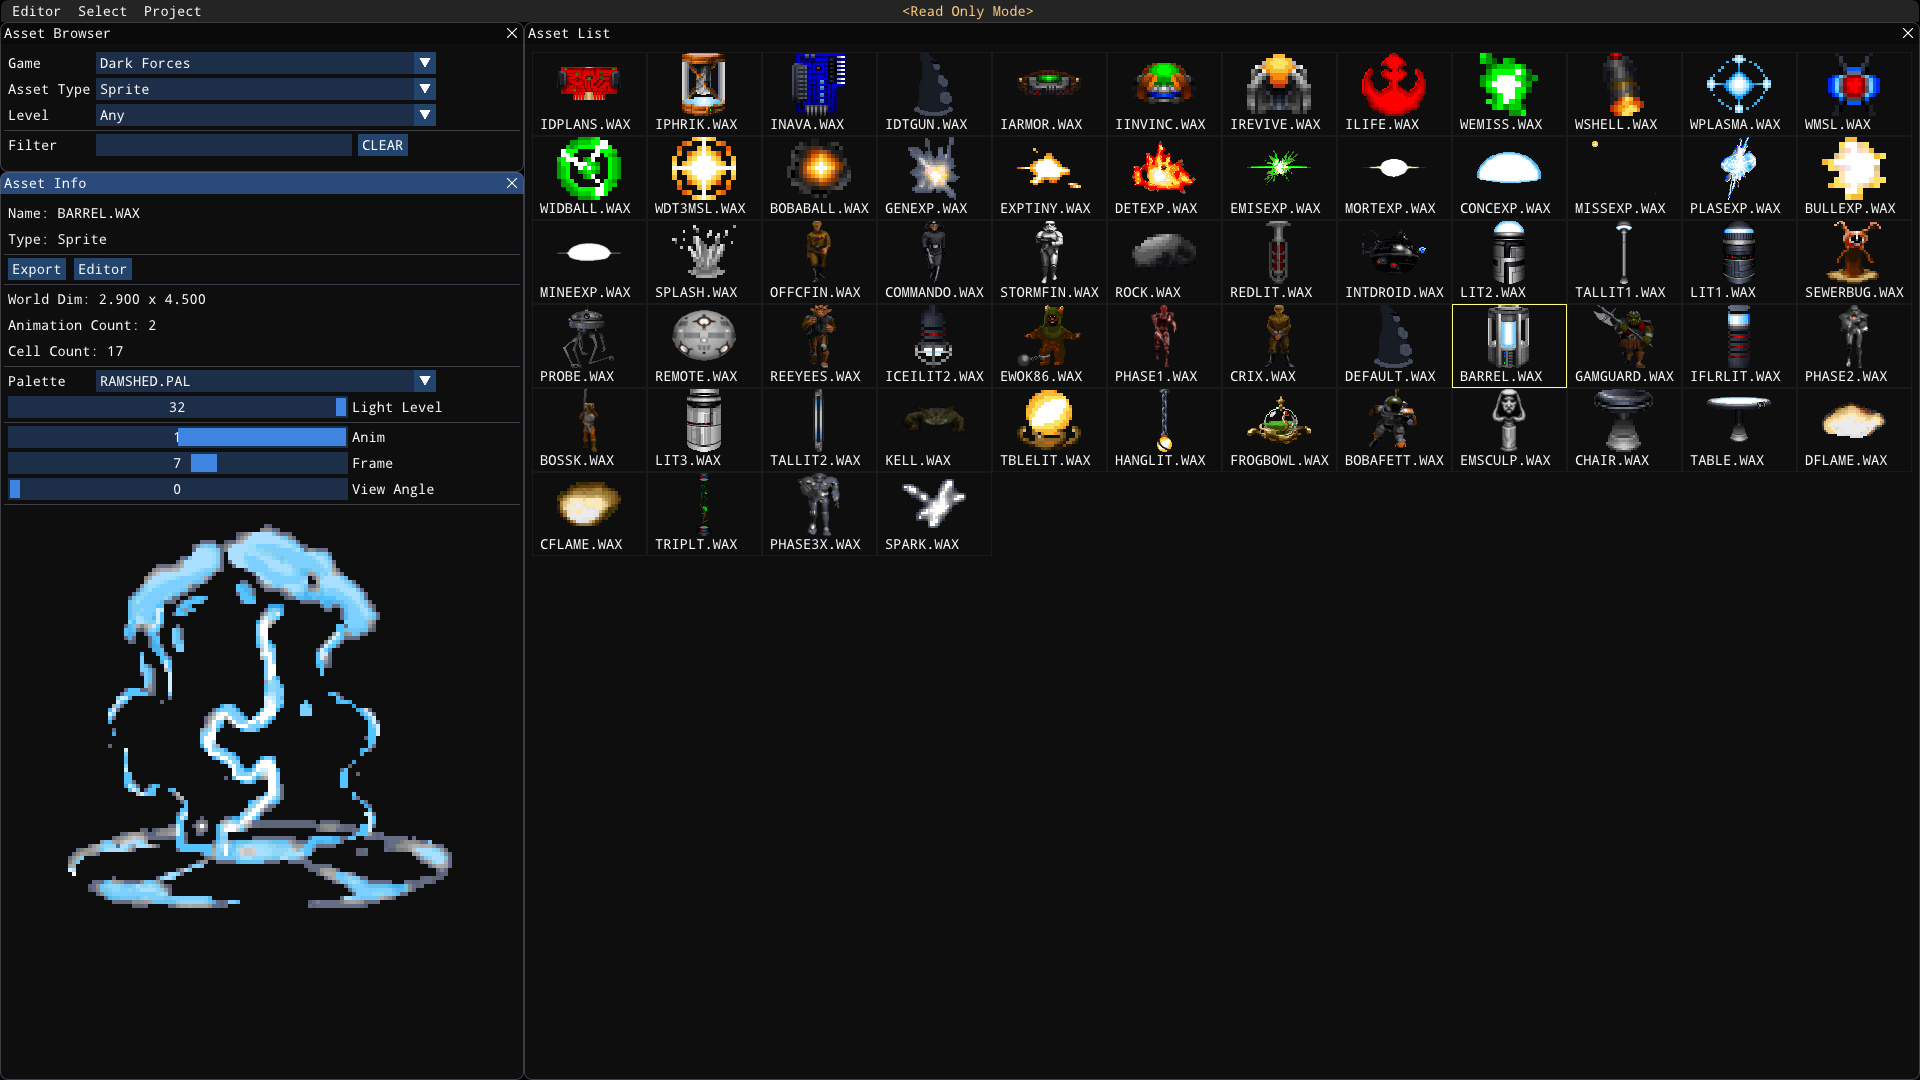 Editor Select Project <Read Only Mode>
Asset Browser
Game Dark Forces
Asset Type Sprite
Level Any
Filter CLEAR
Asset Info
Name: BARREL.WAX
Type: Sprite
Export Editor
World Dim: 2.900 x 4.500
Animation Count: 2
Cell Count: 17
Palette RAMSHED.PAL
32 Light Level
1 Anim
7 Frame
0 View Angle
Asset List
IDPLANS.WAX IPHRIK.WAX INAVA.WAX IDTGUN.WAX IARMOR.WAX IINVINC.WAX IREVIVE.WAX ILIFE.WAX WEMISS.WAX WSHELL.WAX WPLASMA.WAX WMSL.WAX
WIDBALL.WAX WDT3MSL.WAX BOBABALL.WAX GENEXP.WAX EXPTINY.WAX DETEXP.WAX EMISEXP.WAX MORTEXP.WAX CONCEXP.WAX MISSEXP.WAX PLASEXP.WAX BULLEXP.WAX
MINEEXP.WAX SPLASH.WAX OFFCFIN.WAX COMMANDO.WAX STORMFIN.WAX ROCK.WAX REDLIT.WAX INTDROID.WAX LIT2.WAX TALLIT1.WAX LIT1.WAX SEWERBUG.WAX
PROBE.WAX REMOTE.WAX REEYEES.WAX ICEILIT2.WAX EWOK86.WAX PHASE1.WAX CRIX.WAX DEFAULT.WAX BARREL.WAX GAMGUARD.WAX IFLRLIT.WAX PHASE2.WAX
BOSSK.WAX LIT3.WAX TALLIT2.WAX KELL.WAX TBLELIT.WAX HANGLIT.WAX FROGBOWL.WAX BOBAFETT.WAX EMSCULP.WAX CHAIR.WAX TABLE.WAX DFLAME.WAX
CFLAME.WAX TRIPLT.WAX PHASE3X.WAX SPARK.WAX